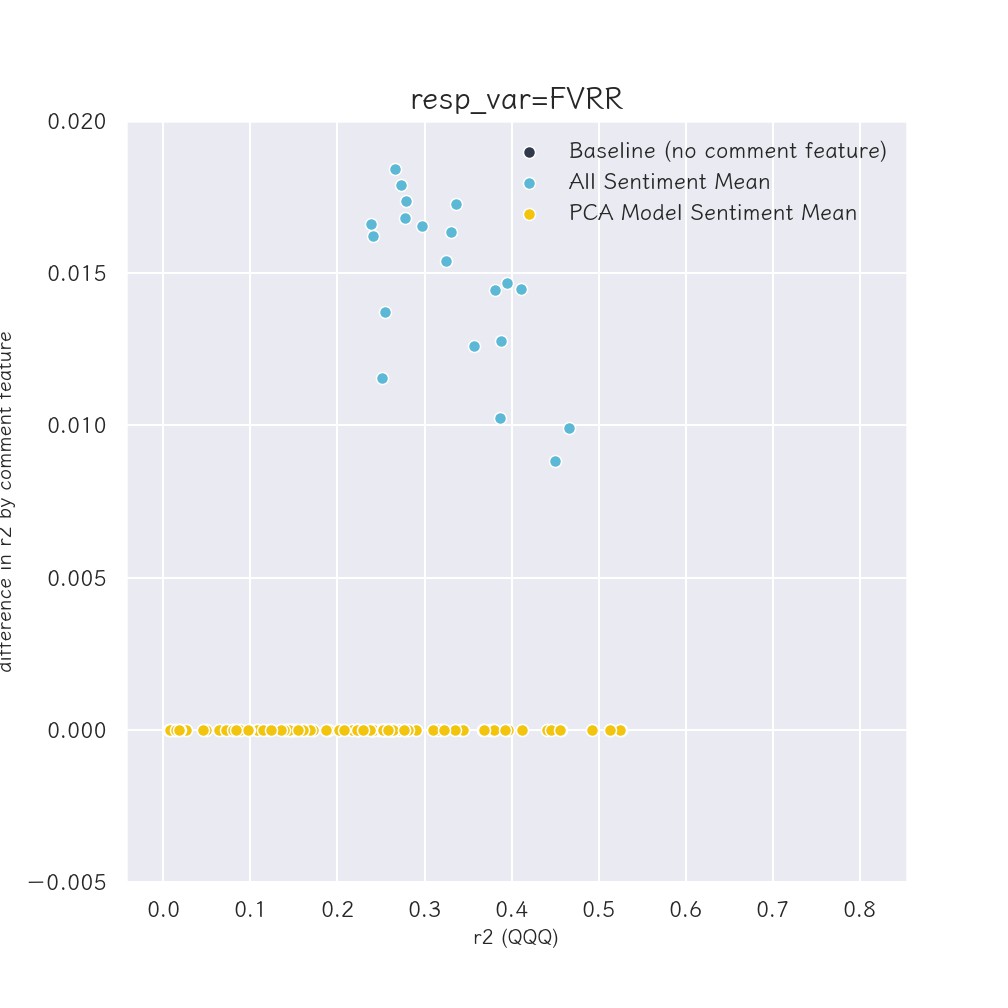 resp_var=FVRR
Baseline (no comment feature)
All Sentiment Mean
PCA Model Sentiment Mean
0.020
0.015
0.010
0.005
0.000
−0.005
difference in r2 by comment feature
0.0 0.1 0.2 0.3 0.4 0.5 0.6 0.7 0.8
r2 (QQQ)